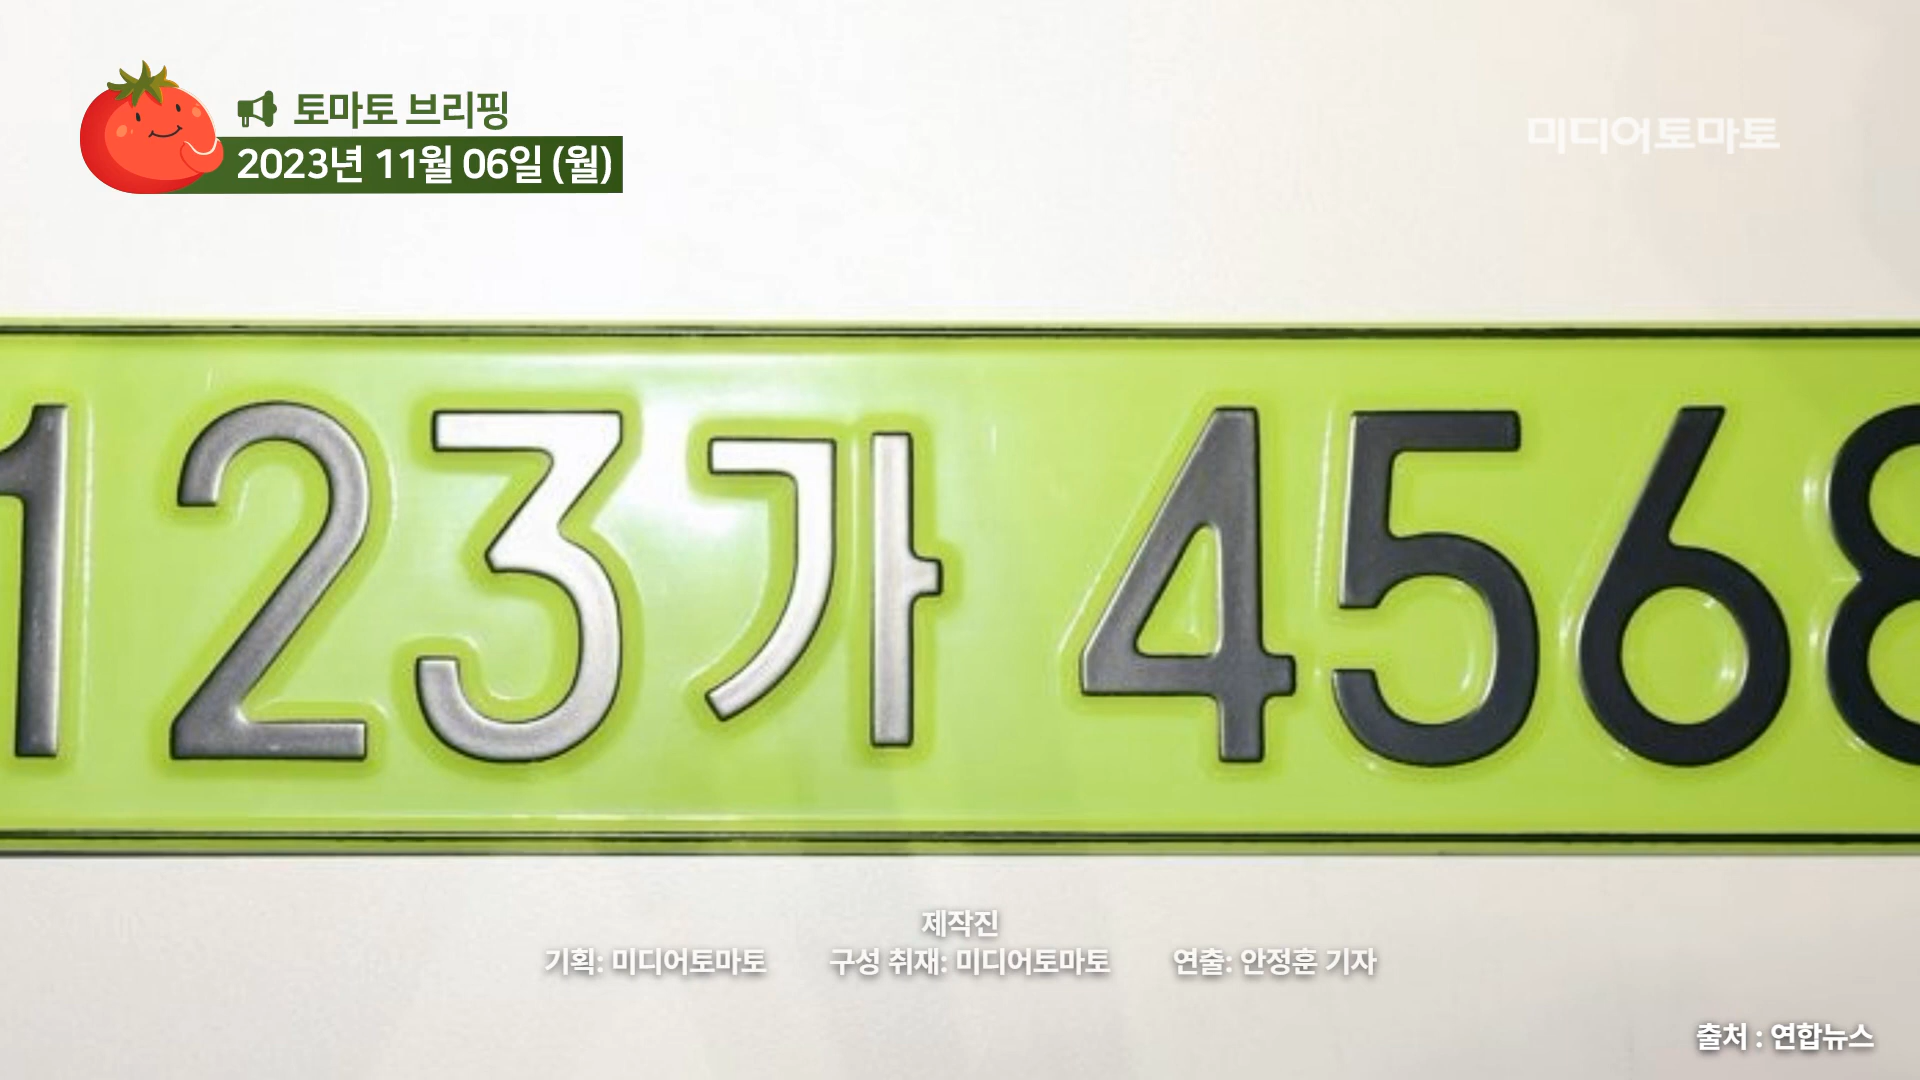 토마토 브리핑
2023년 11월 06일 (월)
미디어토마토
123가 4568
제작진
기획: 미디어토마토 구성 취재: 미디어토마토 연출: 안정훈 기자
출처 : 연합뉴스